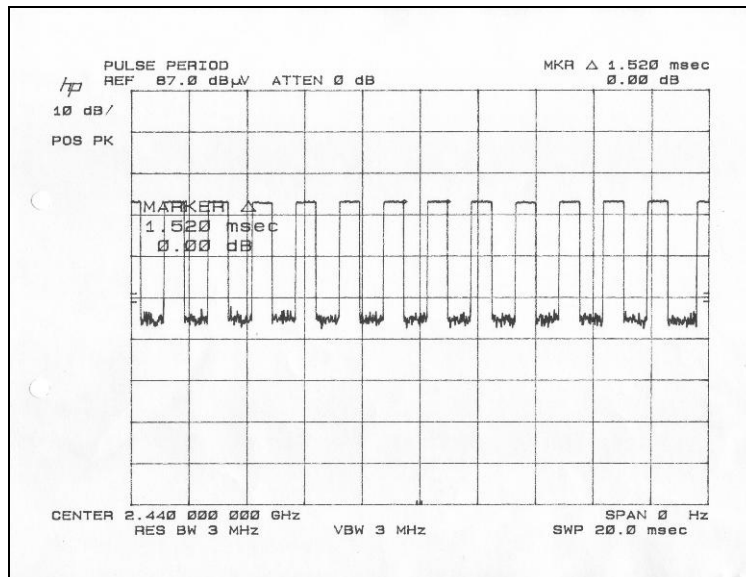 PULSE PERIOD
MKR Δ 1.520 msec
hp
REF 87.0 dBμV ATTEN 0 dB
0.00 dB
10 dB/
POS PK
MARKER Δ
1.520 msec
0.00 dB
CENTER 2.440 000 000 GHz
SPAN 0 Hz
RES BW 3 MHz
VBW 3 MHz
SWP 20.0 msec